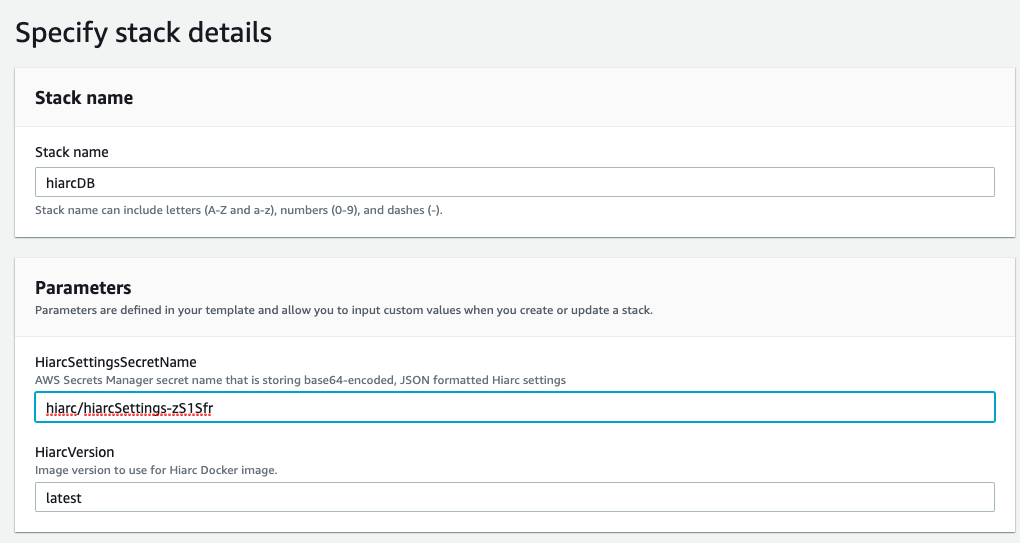 Specify stack details
Stack name
Stack name
hiarcDB
Stack name can include letters (A-Z and a-z), numbers (0-9), and dashes (-).
Parameters
Parameters are defined in your template and allow you to input custom values when you create or update a stack.
HiarcSettingsSecretName
AWS Secrets Manager secret name that is storing base64-encoded, JSON formatted Hiarc settings
hiarc/hiarcSettings-zS1Sfr
HiarcVersion
Image version to use for Hiarc Docker image.
latest